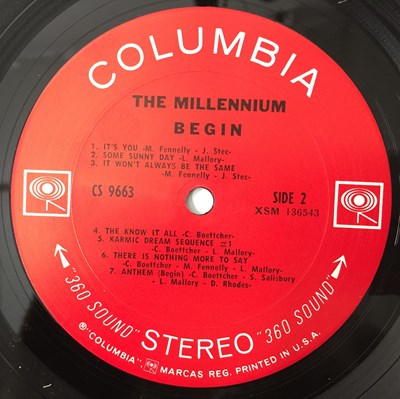 COLUMBIA
THE MILLENNIUM
BEGIN
1. IT'S YOU -M. Fennelly - J. Stec-
2. SOME SUNNY DAY -L. Mallory-
3. IT WON'T ALWAYS BE THE SAME
-M. Fennelly - J. Stec-
CS 9663
SIDE 2
XSM 136543
4. THE KNOW IT ALL -C. Boettcher-
5. KARMIC DREAM SEQUENCE #1
-C. Boettcher - L. Mallory-
6. THERE IS NOTHING MORE TO SAY
-C. Boettcher - M. Fennelly - L. Mallory-
7. ANTHEM (Begin) -C. Boettcher - S. Salisbury
- L. Mallory - D. Rhodes-
"360 SOUND" STEREO "360 SOUND"
® "COLUMBIA", MARCAS REG. PRINTED IN U.S.A.